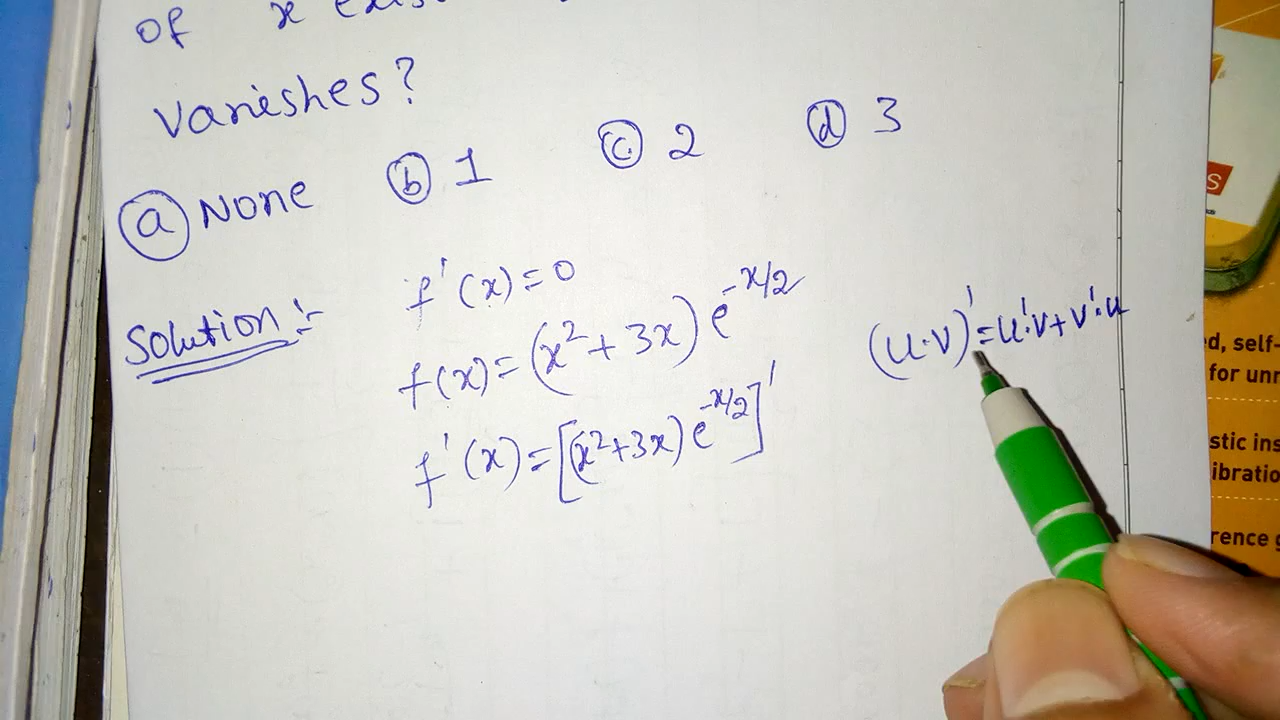 of x
vanishes?
(a) None (b) 1 (c) 2 (d) 3
Solution :- f'(x) = 0
f(x) = (x² + 3x) e^{-x/2}
(u·v)' = u'·v + v'·u
f'(x) = [(x²+3x) e^{-x/2}]'
S
d, self-
for unr
stic ins
ibratio
rence g